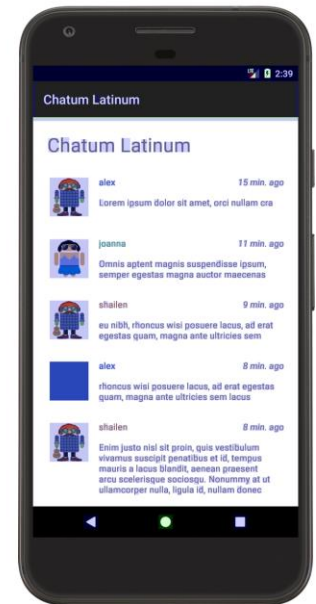 2:39
Chatum Latinum
Chatum Latinum
alex 15 min. ago
Lorem ipsum dolor sit amet, orci nullam cra
joanna 11 min. ago
Omnis aptent magnis suspendisse ipsum,
semper egestas magna auctor maecenas
shailen 9 min. ago
eu nibh, rhoncus wisi posuere lacus, ad erat
egestas quam, magna ante ultricies sem
alex 8 min. ago
rhoncus wisi posuere lacus, ad erat egestas
quam, magna ante ultricies sem lacus
shailen 8 min. ago
Enim justo nisl sit proin, quis vestibulum
vivamus suscipit penatibus et id, tempus
mauris a lacus blandit, aenean praesent
arcu scelerisque sociosqu. Nonummy at ut
ullamcorper nulla, ligula id, nullam donec